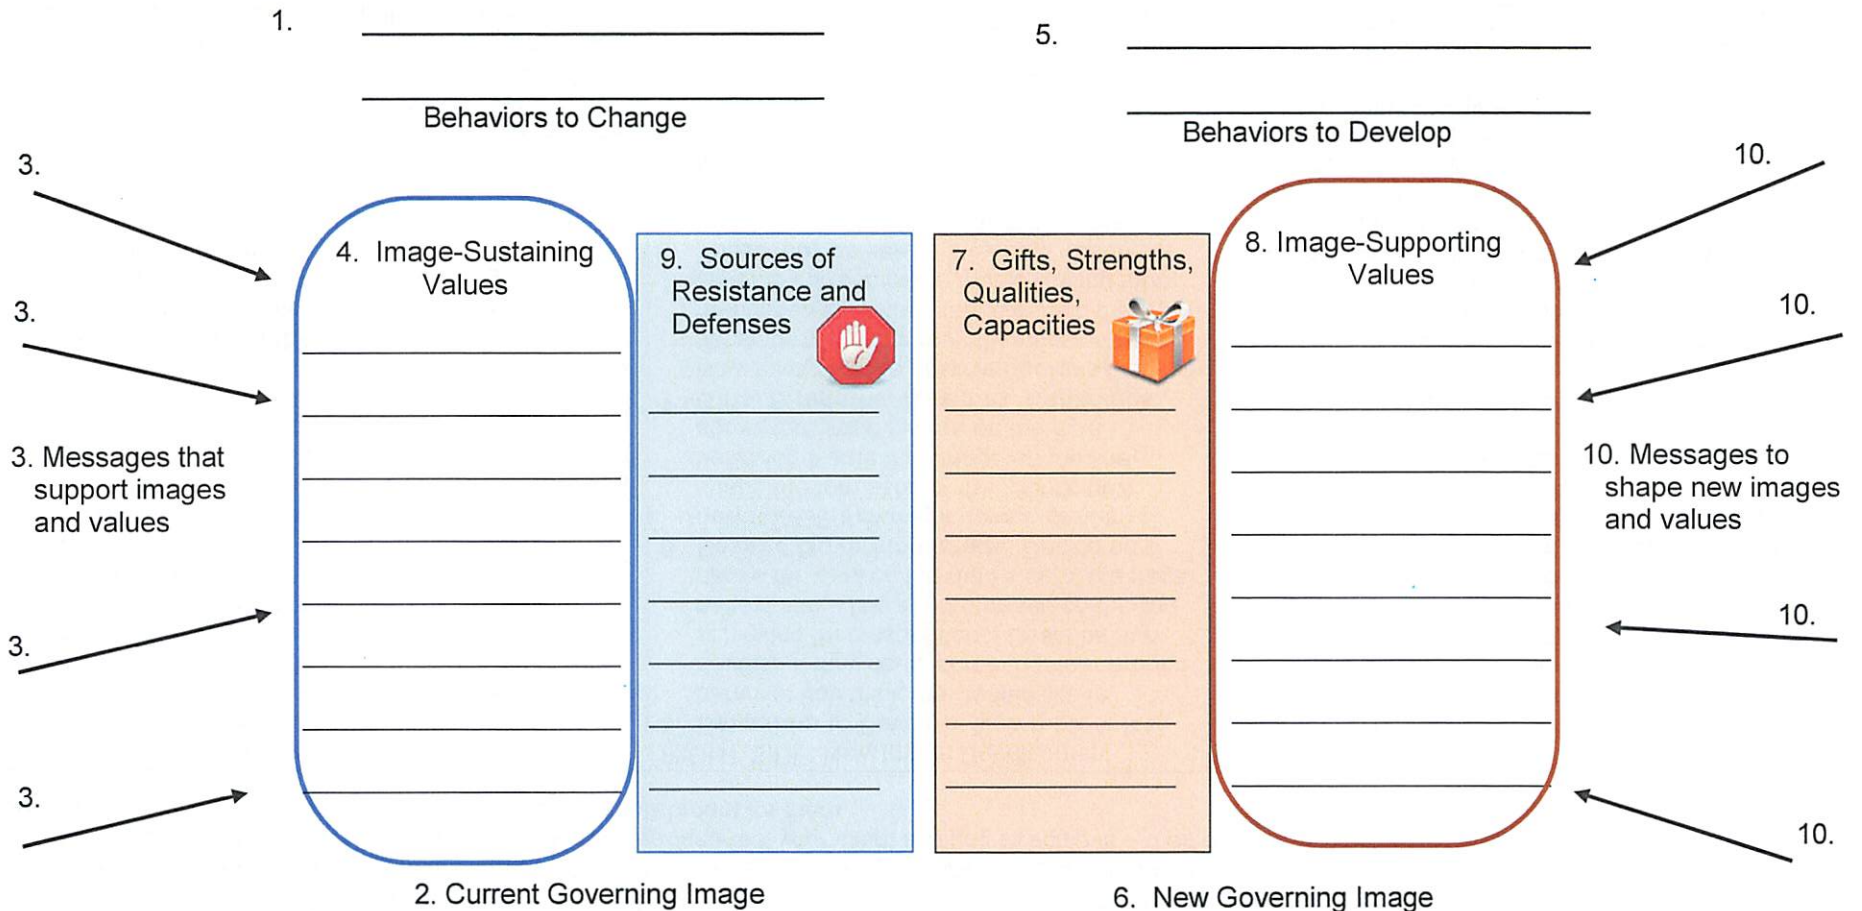 1.
Behaviors to Change
5.
Behaviors to Develop
3.
3.
3. Messages that
support images
and values
3.
3.
4. Image-Sustaining
Values
9. Sources of
Resistance and
Defenses
7. Gifts, Strengths,
Qualities,
Capacities
8. Image-Supporting
Values
10.
10.
10. Messages to
shape new images
and values
10.
10.
2. Current Governing Image
6. New Governing Image